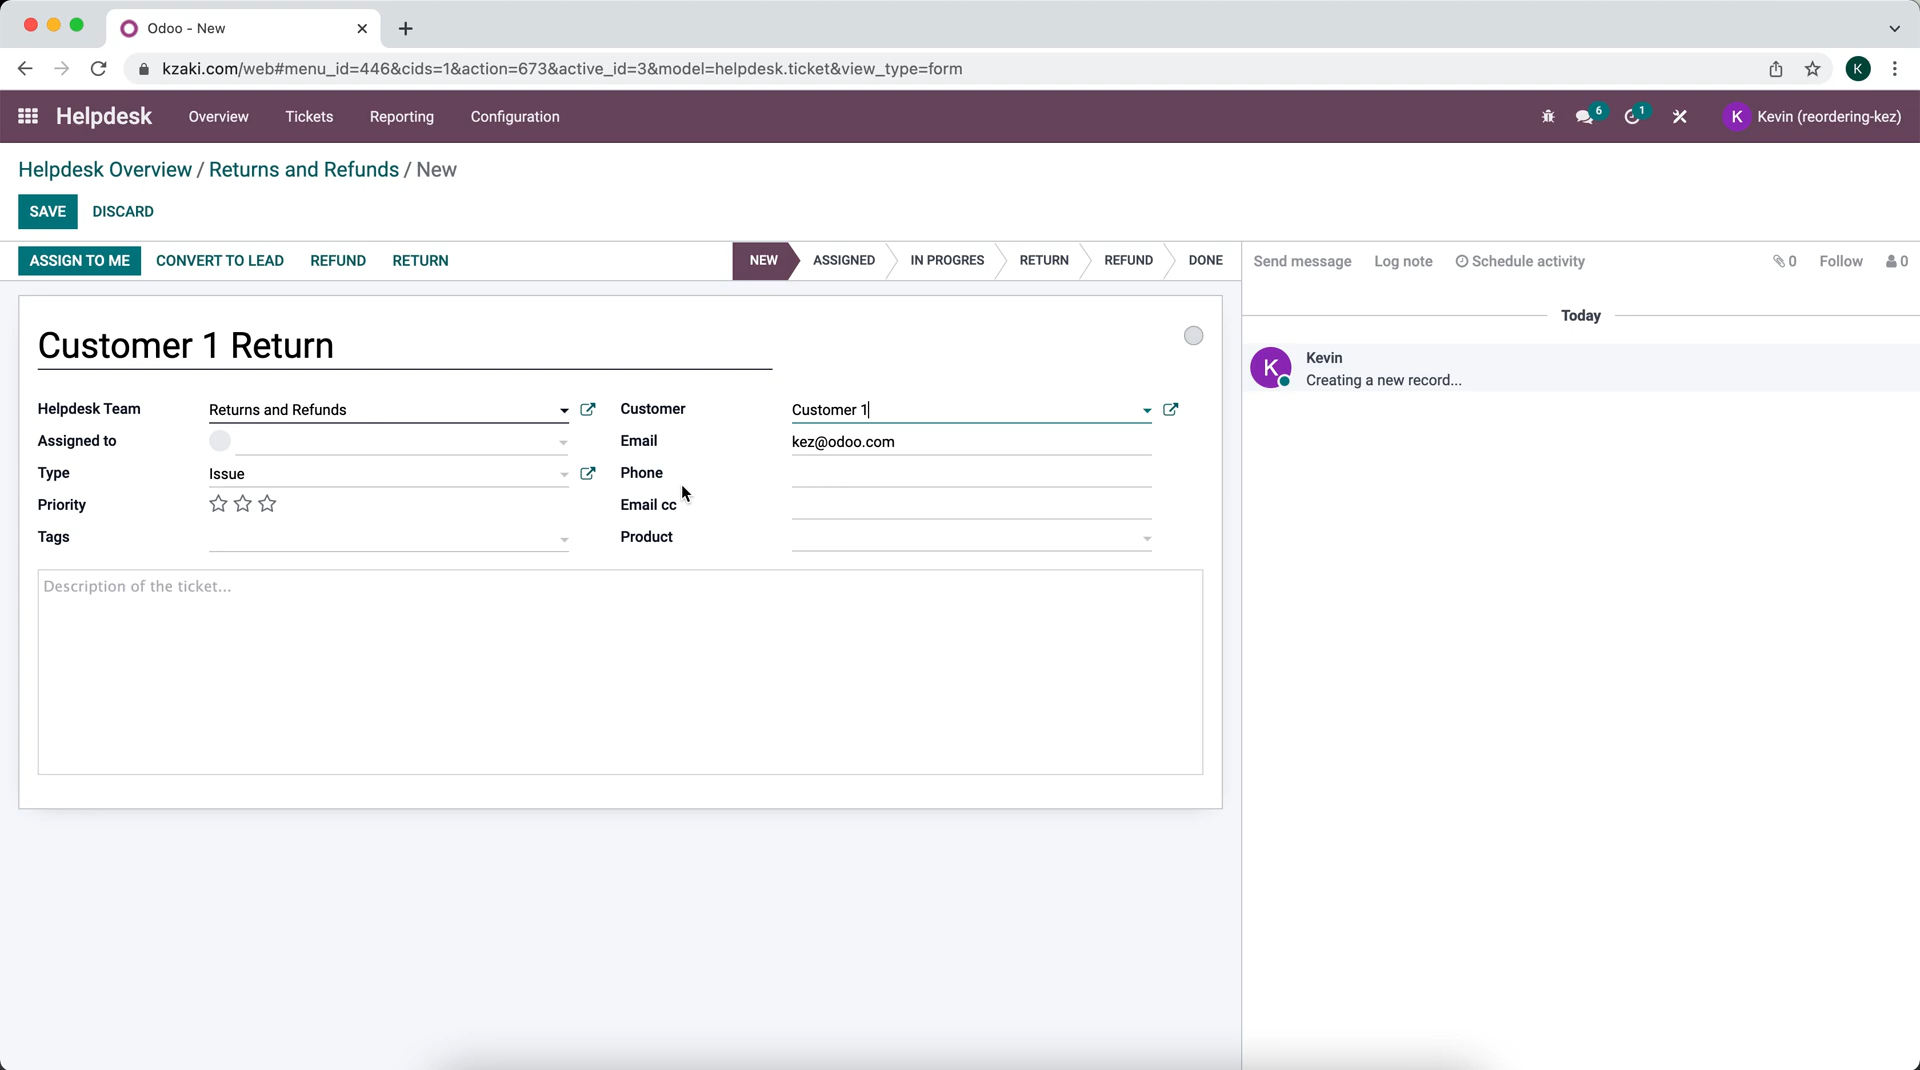 Odoo - New
kzaki.com/web#menu_id=446&cids=1&action=673&active_id=3&model=helpdesk.ticket&view_type=form
K
Helpdesk Overview Tickets Reporting Configuration 6 1 K Kevin (reordering-kez)
Helpdesk Overview / Returns and Refunds / New
SAVE DISCARD
ASSIGN TO ME CONVERT TO LEAD REFUND RETURN NEW ASSIGNED IN PROGRES RETURN REFUND DONE Send message Log note Schedule activity 0 Follow 0
Today
Customer 1 Return
K Kevin
Creating a new record...
Helpdesk Team Returns and Refunds Customer Customer 1
Assigned to Email kez@odoo.com
Type Issue Phone
Priority Email cc
Tags Product
Description of the ticket...